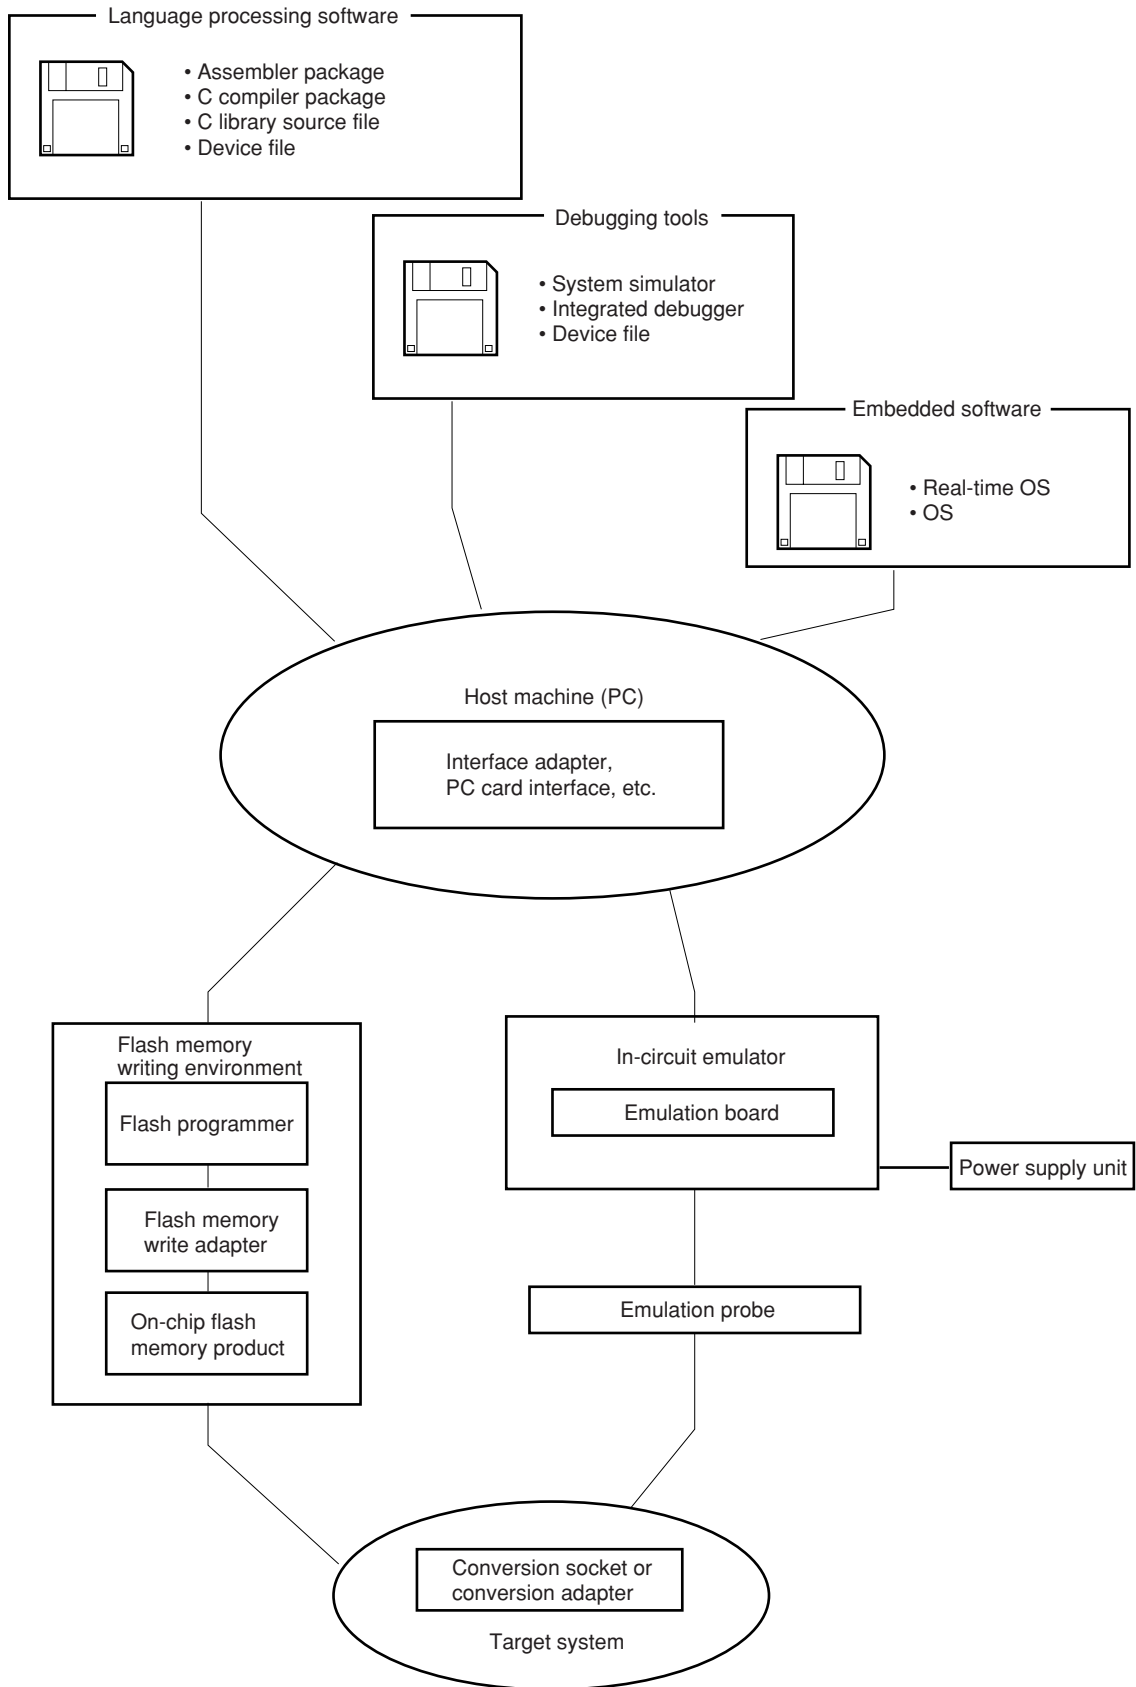 Language processing software
• Assembler package
• C compiler package
• C library source file
• Device file
Debugging tools
• System simulator
• Integrated debugger
• Device file
Embedded software
• Real-time OS
• OS
Host machine (PC)
Interface adapter,
PC card interface, etc.
Flash memory
writing environment
Flash programmer
Flash memory
write adapter
On-chip flash
memory product
In-circuit emulator
Emulation board
Power supply unit
Emulation probe
Conversion socket or
conversion adapter
Target system